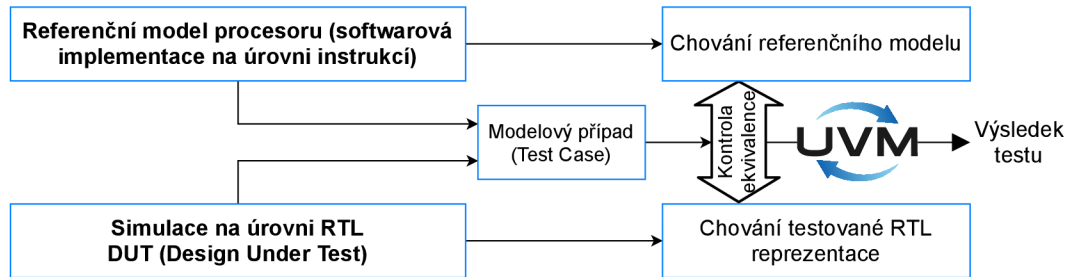 Referenční model procesoru (softwarová
implementace na úrovni instrukcí)
Chování referenčního modelu
Modelový případ
(Test Case)
Kontrola
ekvivalence
UVM
Výsledek
testu
Simulace na úrovni RTL
DUT (Design Under Test)
Chování testované RTL
reprezentace